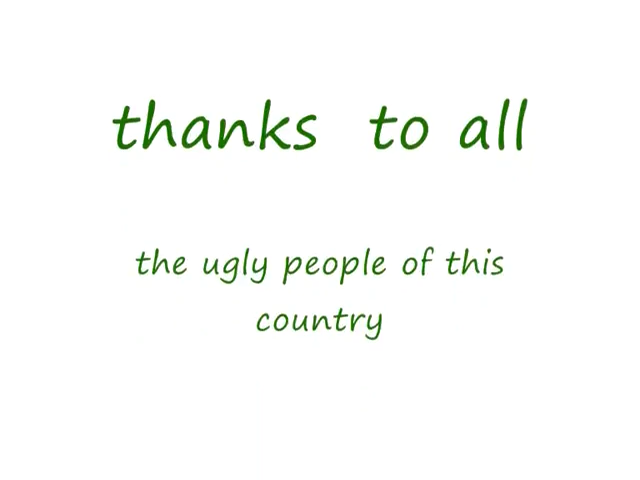 thanks to all
the ugly people of this
country